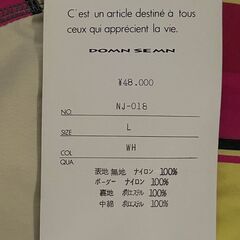 C'est un article destiné à tous
ceux qui apprécient la vie.
DOMN SEMN
¥48.000
NO. NJ-018
SIZE L
COL WH
QUA
表地 無地 ナイロン 100%
ボーダー ナイロン 100%
裏地 ポリエステル 100%
中綿 ポリエステル 100%